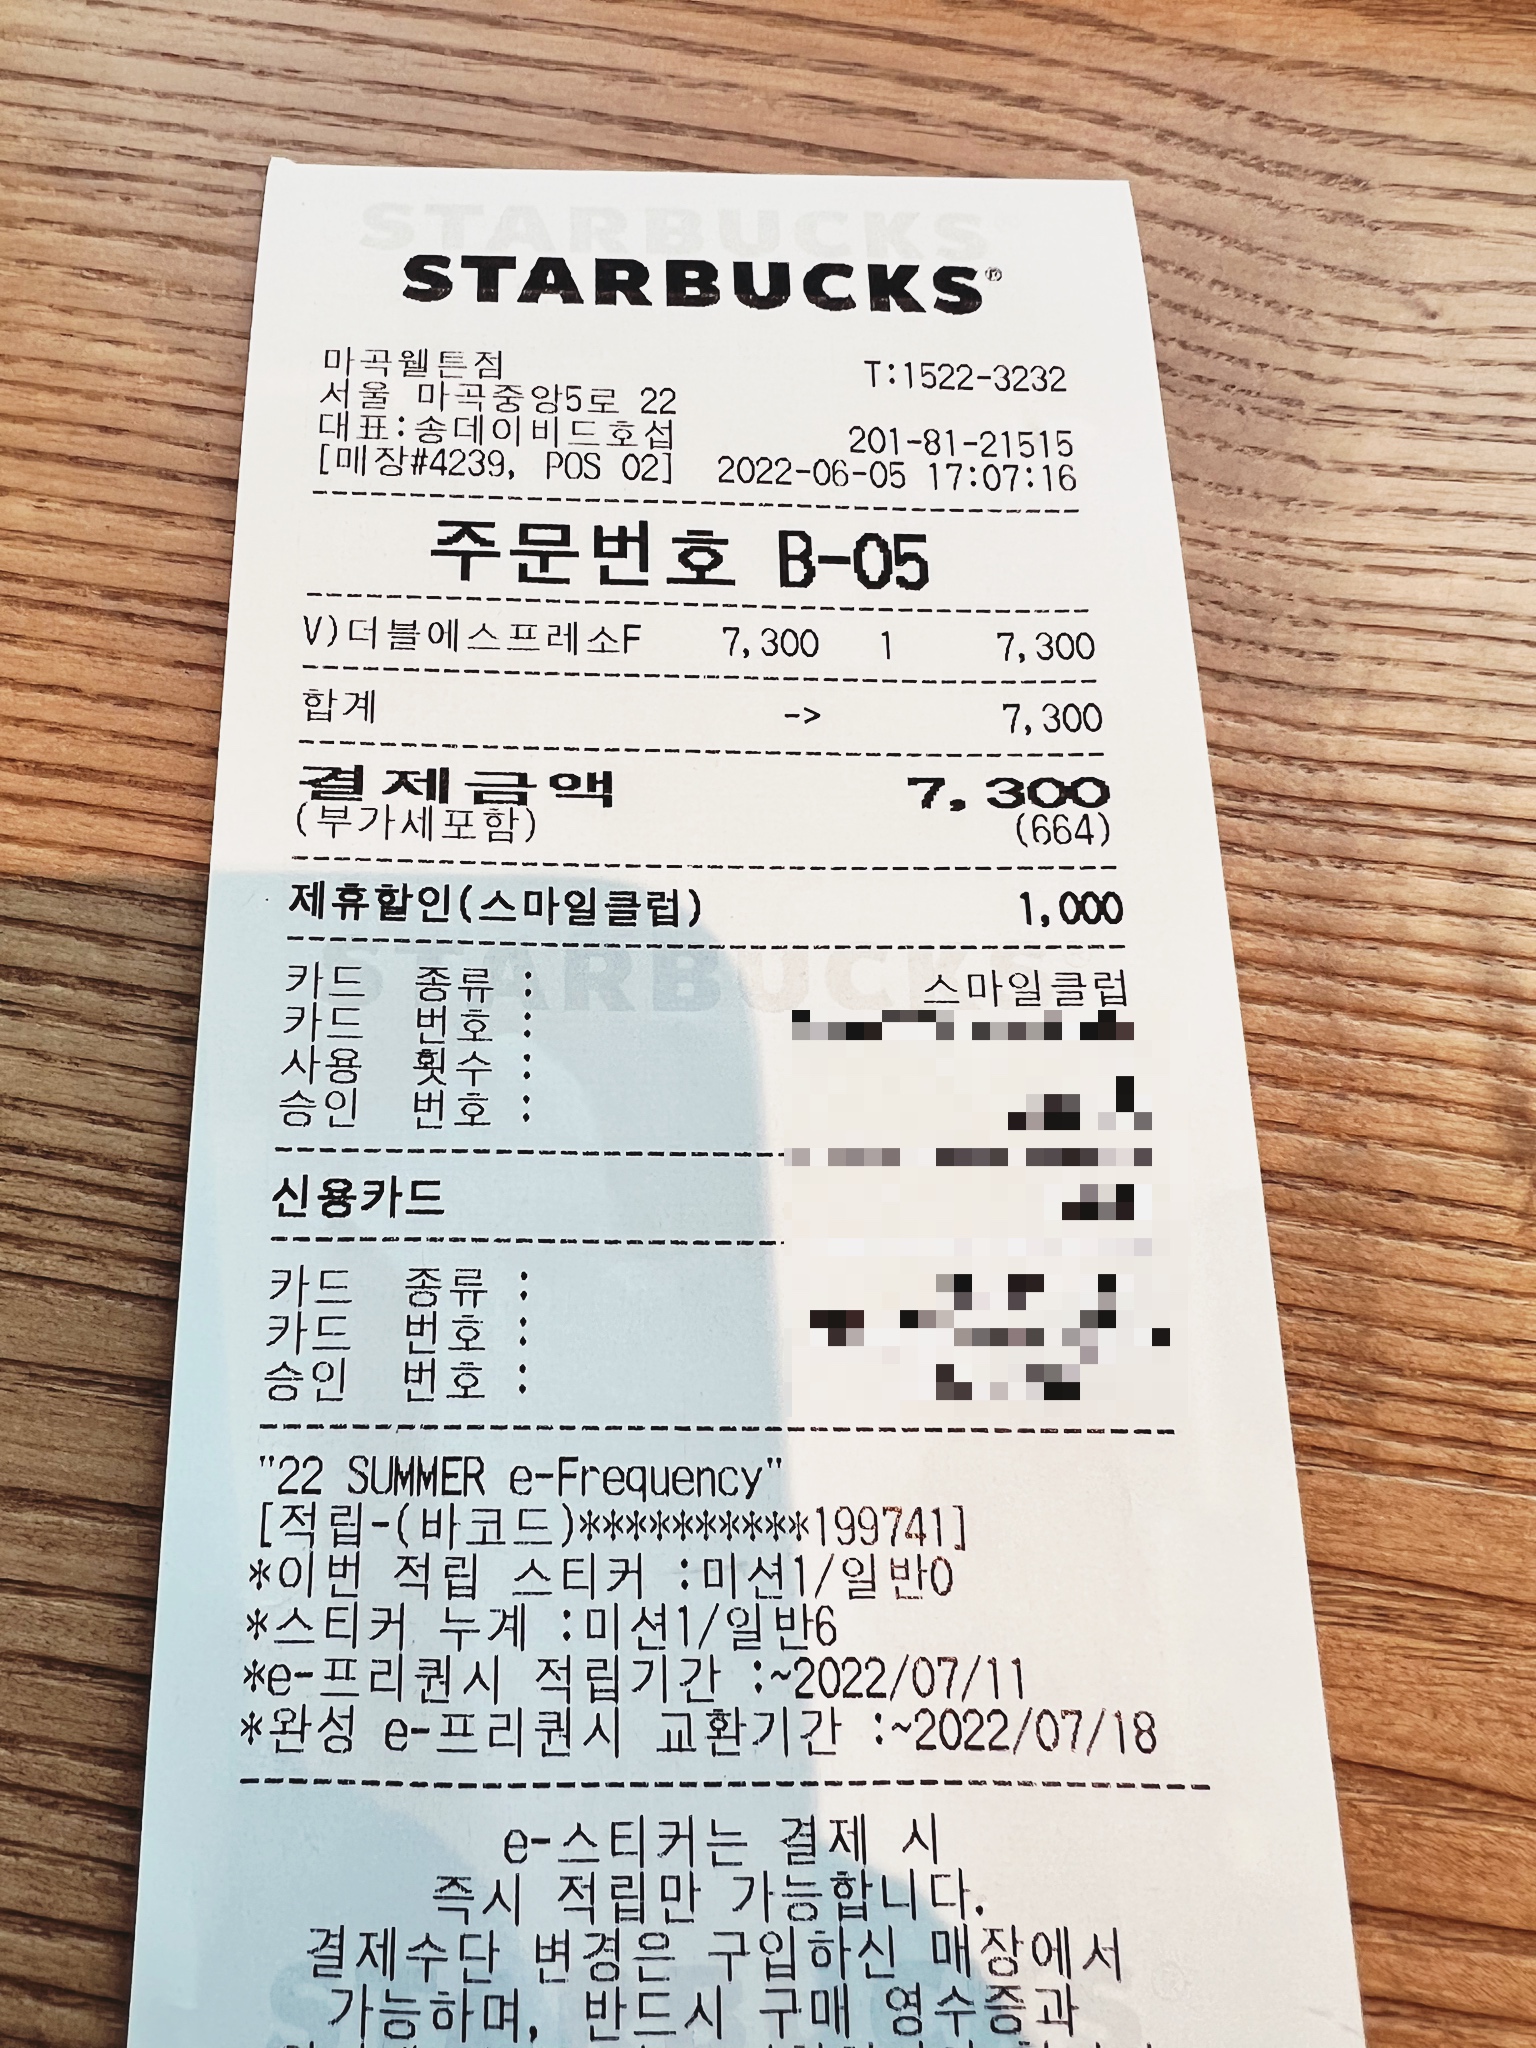 STARBUCKS®
마곡웰튼점 T:1522-3232
서울 마곡중앙5로 22
대표:송데이비드호섭 201-81-21515
[매장#4239, POS 02] 2022-06-05 17:07:16
주문번호 B-05
V)더블에스프레소F 7,300 1 7,300
합계 -> 7,300
결제금액 7,300
(부가세포함) (664)
제휴할인(스마일클럽) 1,000
카드 종류 : 스마일클럽
카드 번호 :
사용 횟수 :
승인 번호 :
신용카드
카드 종류 :
카드 번호 :
승인 번호 :
"22 SUMMER e-Frequency"
[적립-(바코드)**********199741]
*이번 적립 스티커 :미션1/일반0
*스티커 누계 :미션1/일반6
*e-프리퀀시 적립기간 :~2022/07/11
*완성 e-프리퀀시 교환기간 :~2022/07/18
e-스티커는 결제 시
즉시 적립만 가능합니다.
결제수단 변경은 구입하신 매장에서
가능하며, 반드시 구매 영수증과